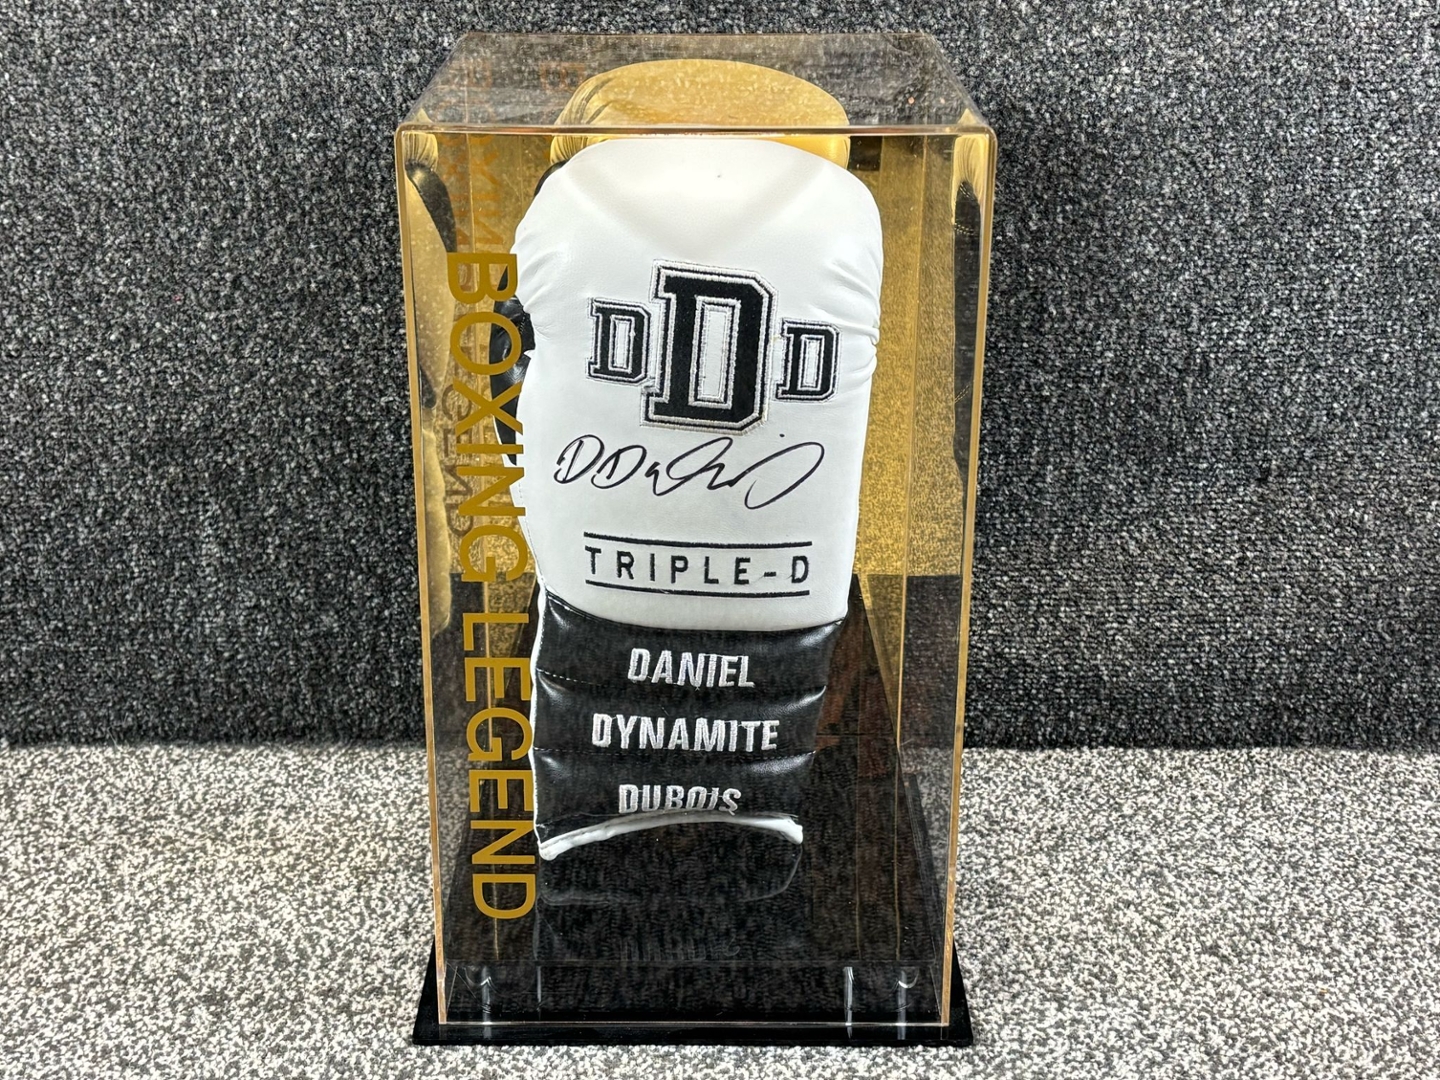 BOXING LEGEND
DDD
TRIPLE-D
DANIEL
DYNAMITE
DUBOIS